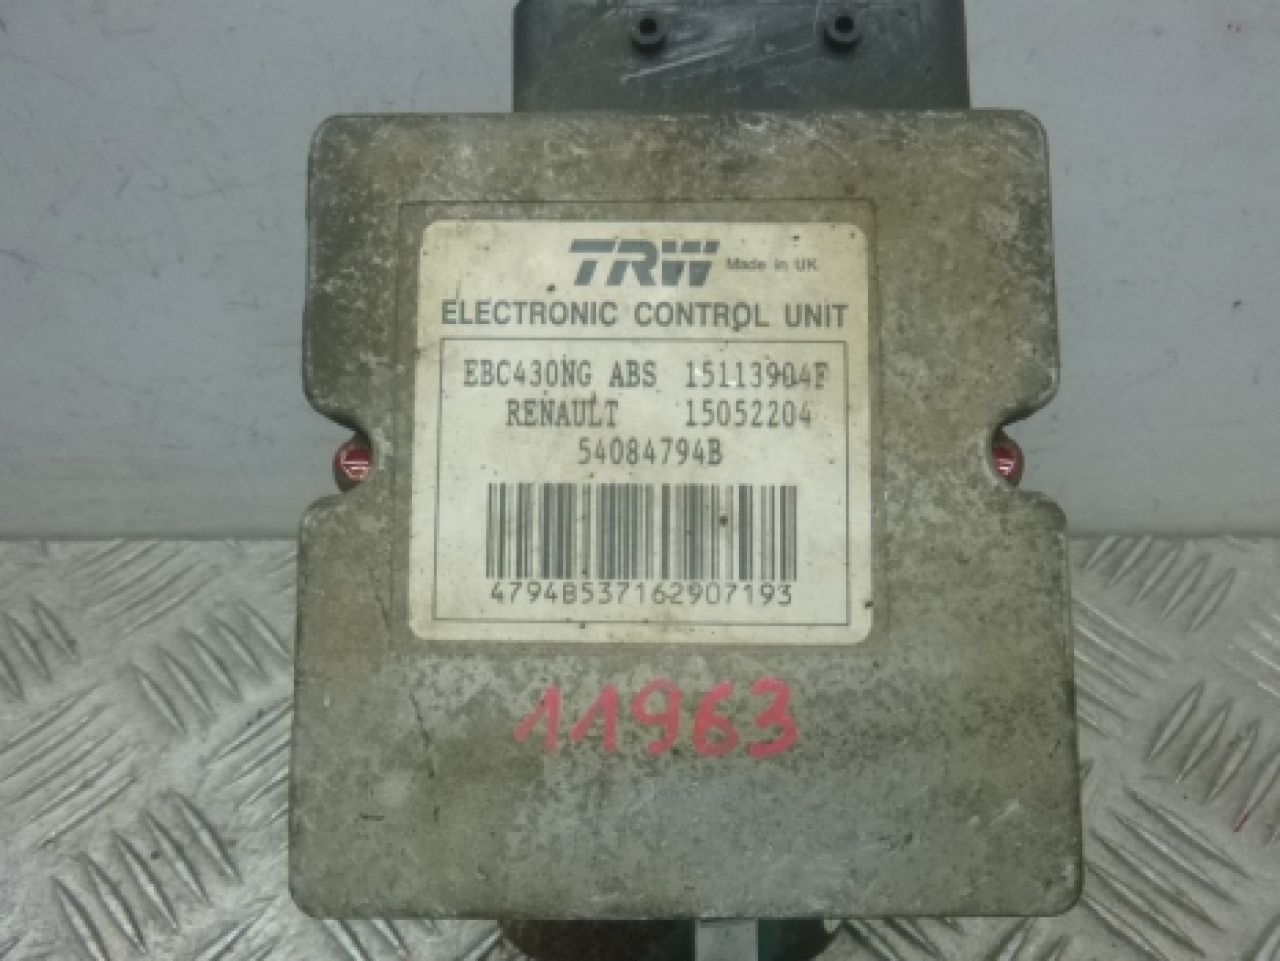 TRW Made in UK
ELECTRONIC CONTROL UNIT
EBC430NG ABS 15113904F
RENAULT 15052204
54084794B
4794B537162907193
11963